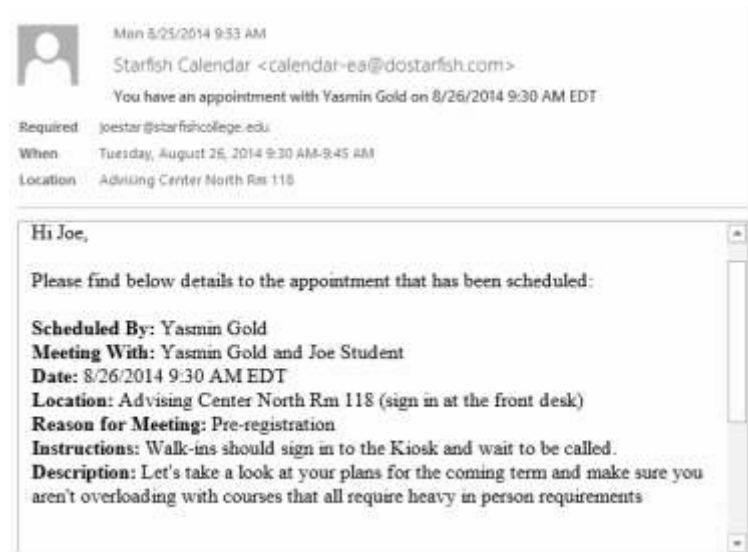 Mon 8/25/2014 9:53 AM
Starfish Calendar <calendar-ea@dostarfish.com>
You have an appointment with Yasmin Gold on 8/26/2014 9:30 AM EDT
Required joestar@starfishcollege.edu
When Tuesday, August 26, 2014 9:30 AM-9:45 AM
Location Advising Center North Rm 118
Hi Joe,
Please find below details to the appointment that has been scheduled:
Scheduled By: Yasmin Gold
Meeting With: Yasmin Gold and Joe Student
Date: 8/26/2014 9:30 AM EDT
Location: Advising Center North Rm 118 (sign in at the front desk)
Reason for Meeting: Pre-registration
Instructions: Walk-ins should sign in to the Kiosk and wait to be called.
Description: Let's take a look at your plans for the coming term and make sure you
aren't overloading with courses that all require heavy in person requirements